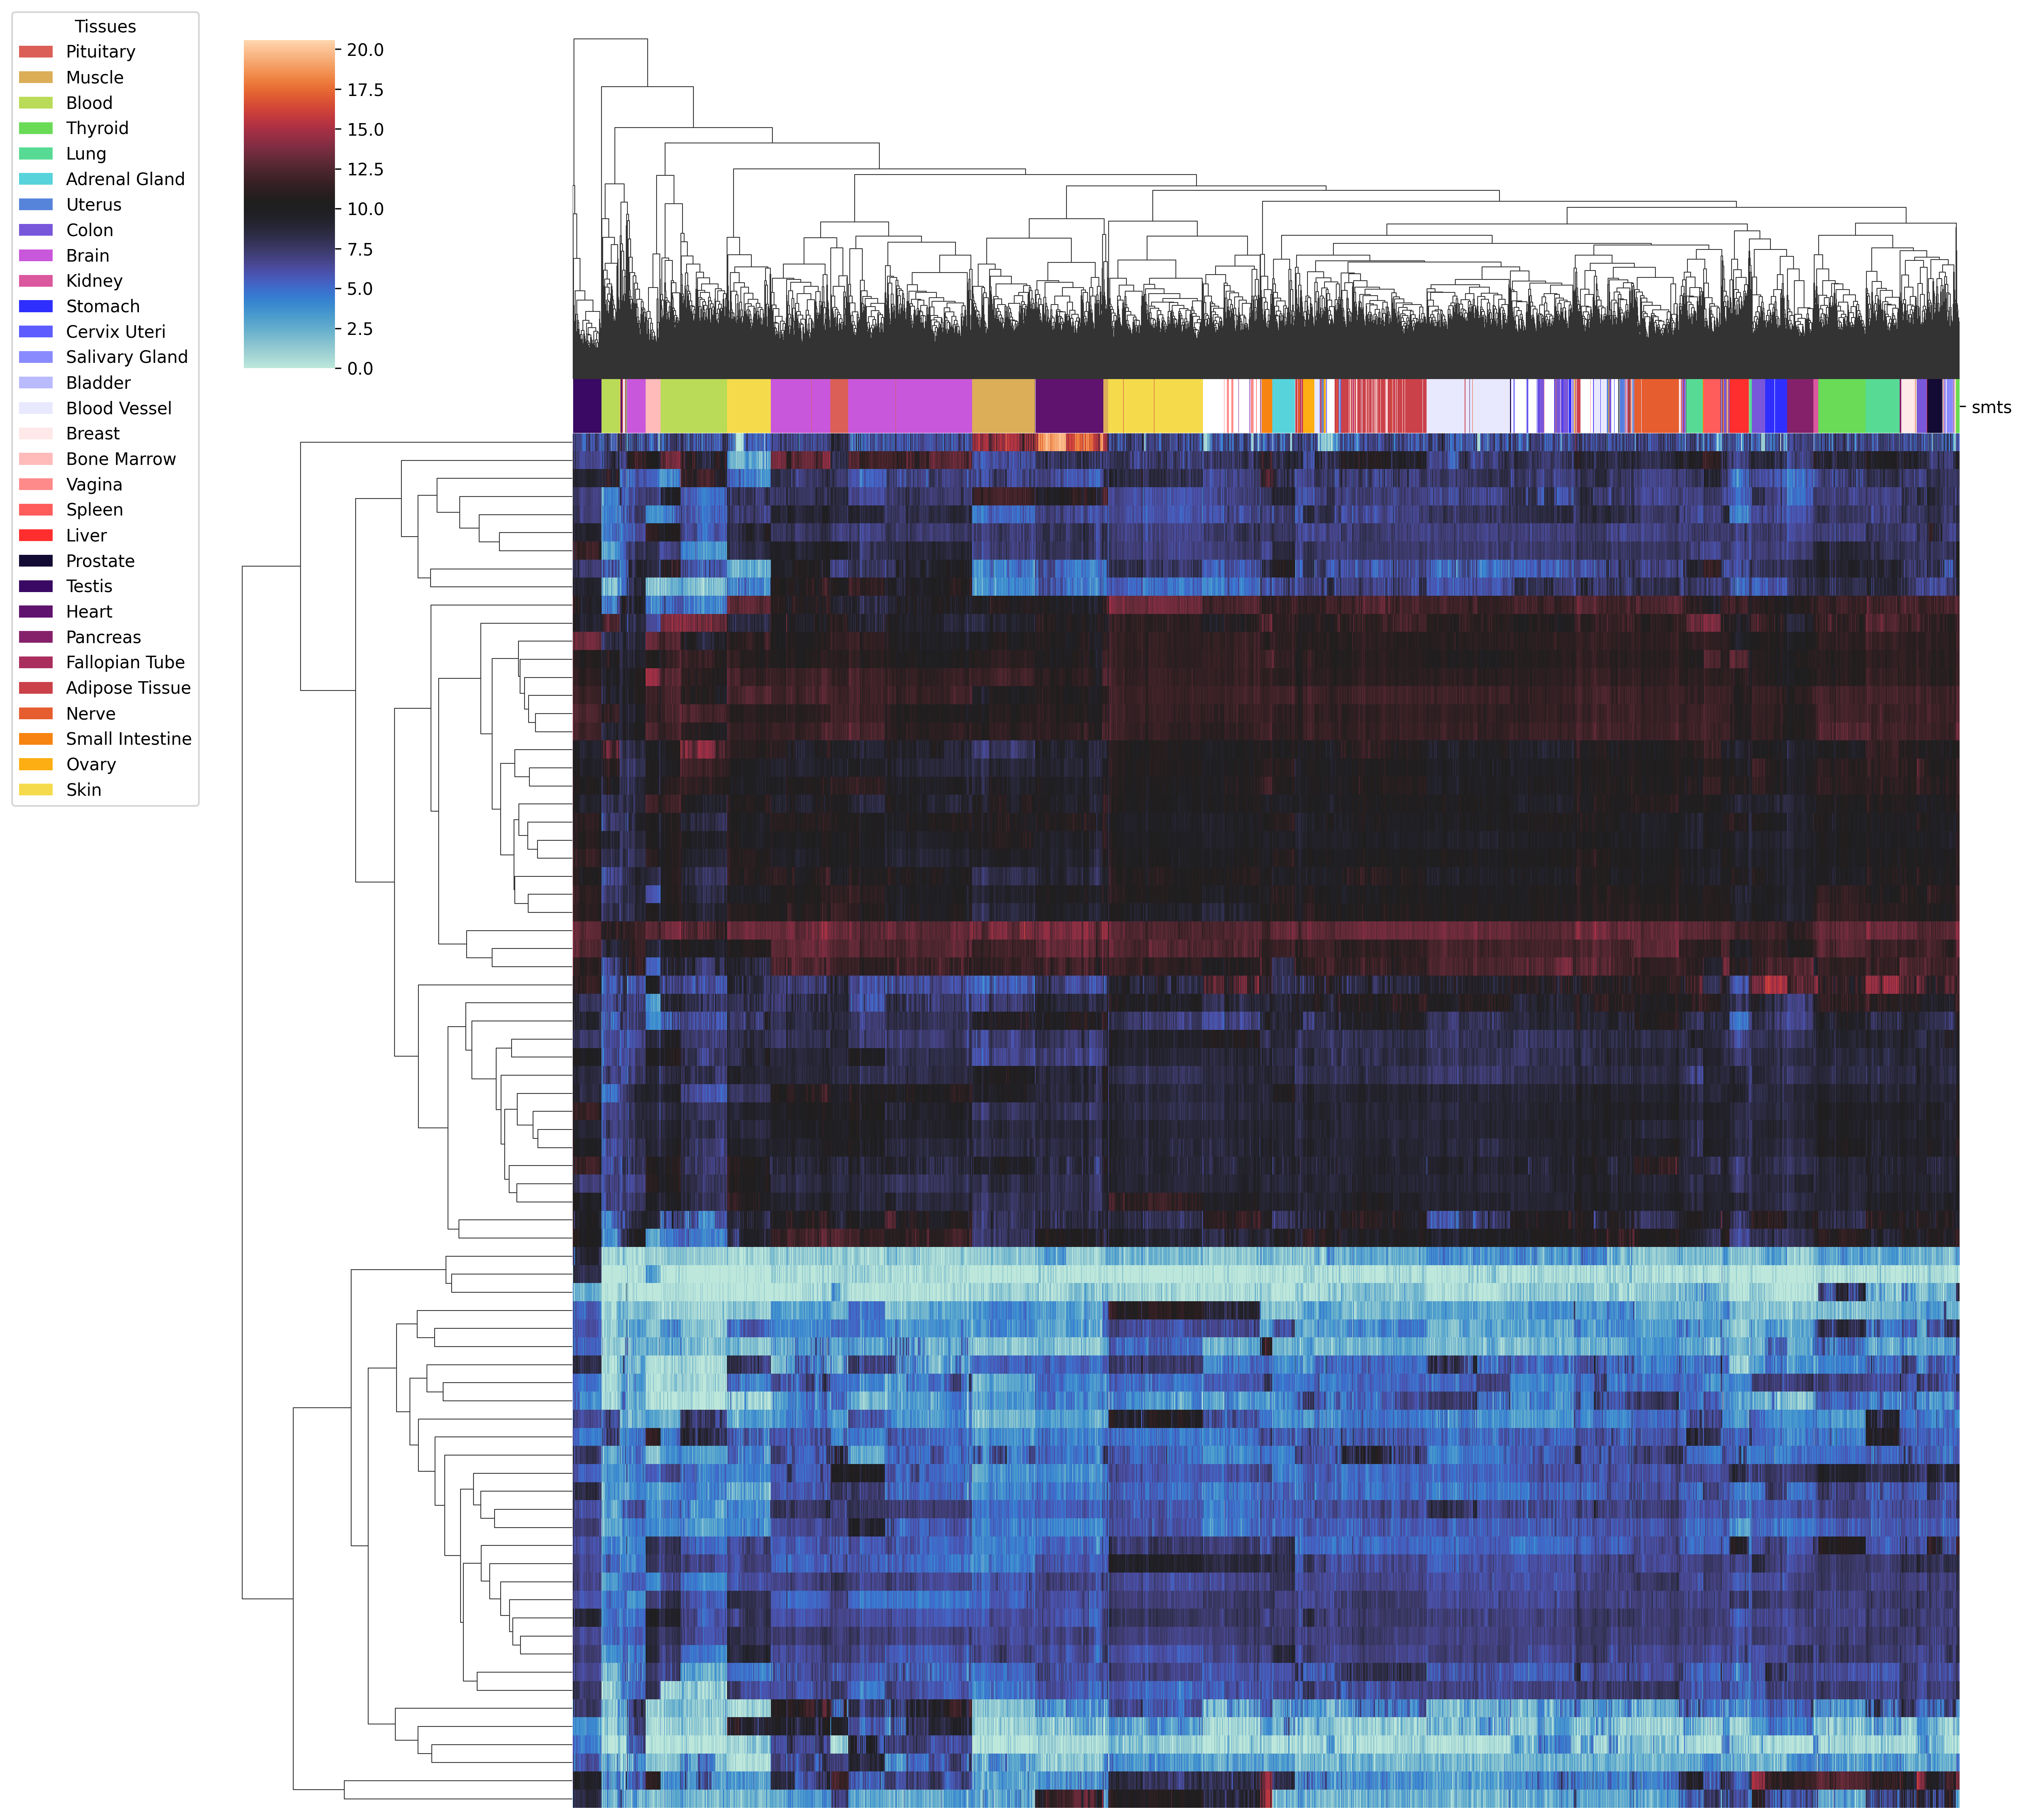 Tissues
Pituitary
Muscle
Blood
Thyroid
Lung
Adrenal Gland
Uterus
Colon
Brain
Kidney
Stomach
Cervix Uteri
Salivary Gland
Bladder
Blood Vessel
Breast
Bone Marrow
Vagina
Spleen
Liver
Prostate
Testis
Heart
Pancreas
Fallopian Tube
Adipose Tissue
Nerve
Small Intestine
Ovary
Skin
20.0
17.5
15.0
12.5
10.0
7.5
5.0
2.5
0.0
smts